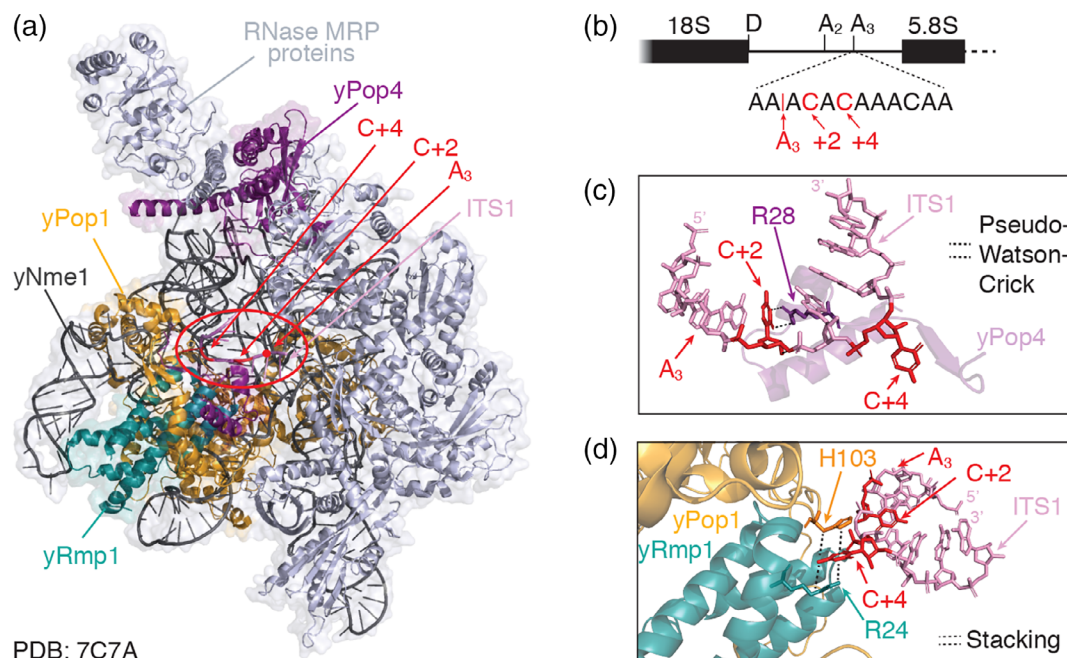 (a)
RNase MRP
proteins
yPop4
C+4
C+2
A₃
ITS1
yPop1
yNme1
yRmp1
PDB: 7C7A
(b)
18S
D
A₂
A₃
5.8S
AA|ACACAAACAA
A₃
+2
+4
(c)
3'
ITS1
5'
R28
C+2
Pseudo-
Watson-
Crick
yPop4
A₃
C+4
(d)
H103
A₃
C+2
5'
ITS1
3'
yPop1
yRmp1
C+4
R24
Stacking